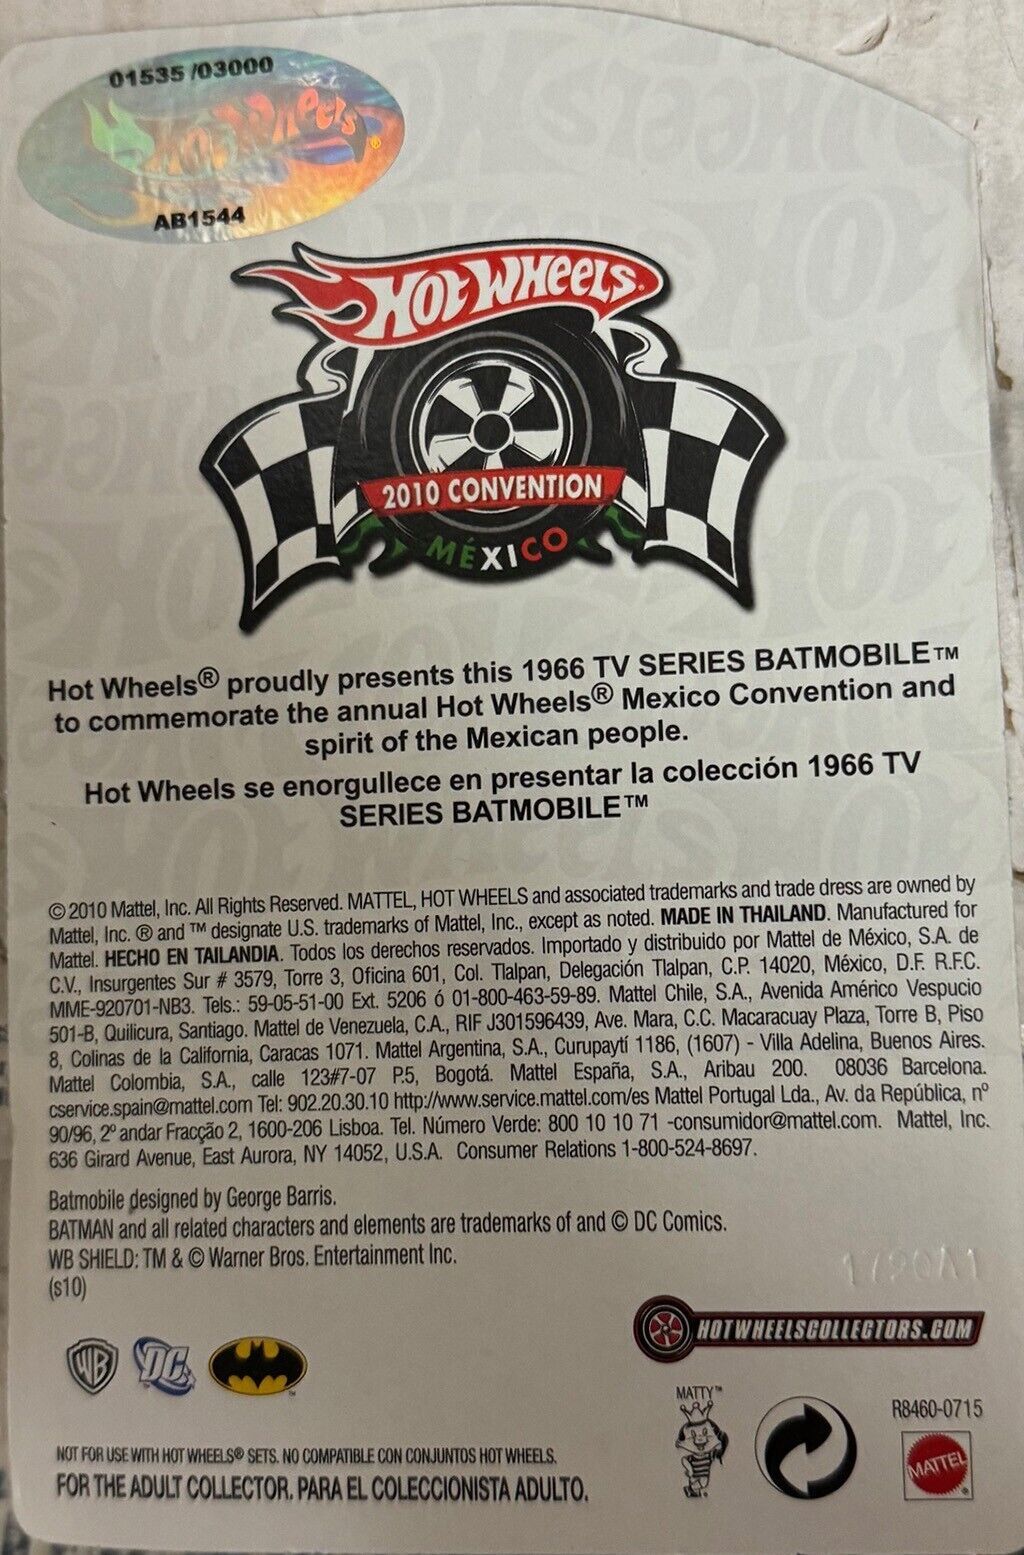 01535 /03000
Hot Wheels®
AB1544
HOT WHEELS®
2010 CONVENTION
MÉXICO
Hot Wheels® proudly presents this 1966 TV SERIES BATMOBILE™
to commemorate the annual Hot Wheels® Mexico Convention and
spirit of the Mexican people.
Hot Wheels se enorgullece en presentar la colección 1966 TV
SERIES BATMOBILE™
© 2010 Mattel, Inc. All Rights Reserved. MATTEL, HOT WHEELS and associated trademarks and trade dress are owned by
Mattel, Inc. ® and ™ designate U.S. trademarks of Mattel, Inc., except as noted. MADE IN THAILAND. Manufactured for
Mattel. HECHO EN TAILANDIA. Todos los derechos reservados. Importado y distribuido por Mattel de México, S.A. de
C.V., Insurgentes Sur # 3579, Torre 3, Oficina 601, Col. Tlalpan, Delegación Tlalpan, C.P. 14020, México, D.F. R.F.C.
MME-920701-NB3. Tels.: 59-05-51-00 Ext. 5206 ó 01-800-463-59-89. Mattel Chile, S.A., Avenida Américo Vespucio
501-B, Quilicura, Santiago. Mattel de Venezuela, C.A., RIF J301596439, Ave. Mara, C.C. Macaracuay Plaza, Torre B, Piso
8, Colinas de la California, Caracas 1071. Mattel Argentina, S.A., Curupaytí 1186, (1607) - Villa Adelina, Buenos Aires.
Mattel Colombia, S.A., calle 123#7-07 P.5, Bogotá. Mattel España, S.A., Aribau 200. 08036 Barcelona.
cservice.spain@mattel.com Tel: 902.20.30.10 http://www.service.mattel.com/es Mattel Portugal Lda., Av. da República, nº
90/96, 2º andar Fracção 2, 1600-206 Lisboa. Tel. Número Verde: 800 10 10 71 -consumidor@mattel.com. Mattel, Inc.
636 Girard Avenue, East Aurora, NY 14052, U.S.A. Consumer Relations 1-800-524-8697.
Batmobile designed by George Barris.
BATMAN and all related characters and elements are trademarks of and © DC Comics.
WB SHIELD: TM & © Warner Bros. Entertainment Inc.
(s10)
HOTWHEELSCOLLECTORS.COM
WB DC ™
MATTY™
R8460-0715
MATTEL®
NOT FOR USE WITH HOT WHEELS® SETS. NO COMPATIBLE CON CONJUNTOS HOT WHEELS.
FOR THE ADULT COLLECTOR. PARA EL COLECCIONISTA ADULTO.